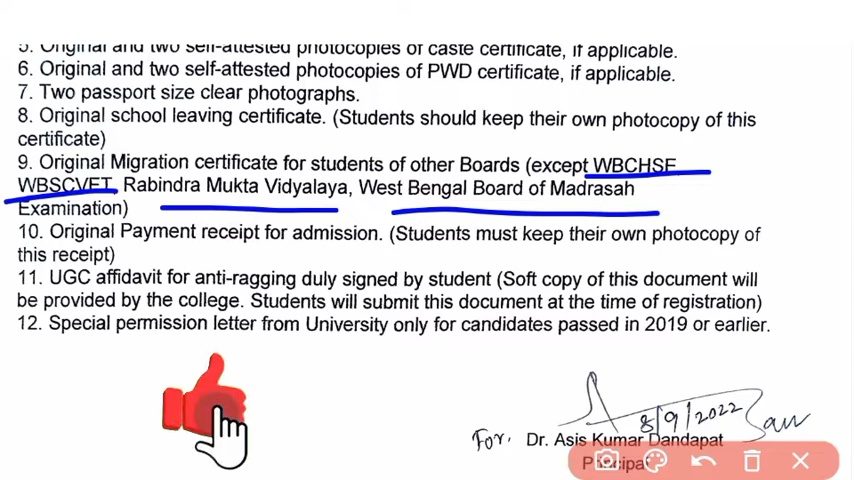 5. Original and two self-attested photocopies of caste certificate, if applicable.
6. Original and two self-attested photocopies of PWD certificate, if applicable.
7. Two passport size clear photographs.
8. Original school leaving certificate. (Students should keep their own photocopy of this
certificate)
9. Original Migration certificate for students of other Boards (except WBCHSE
WBSCVET, Rabindra Mukta Vidyalaya, West Bengal Board of Madrasah
Examination)
10. Original Payment receipt for admission. (Students must keep their own photocopy of
this receipt)
11. UGC affidavit for anti-ragging duly signed by student (Soft copy of this document will
be provided by the college. Students will submit this document at the time of registration)
12. Special permission letter from University only for candidates passed in 2019 or earlier.
8/9/2022
For. Dr. Asis Kumar Dandapat
Principal